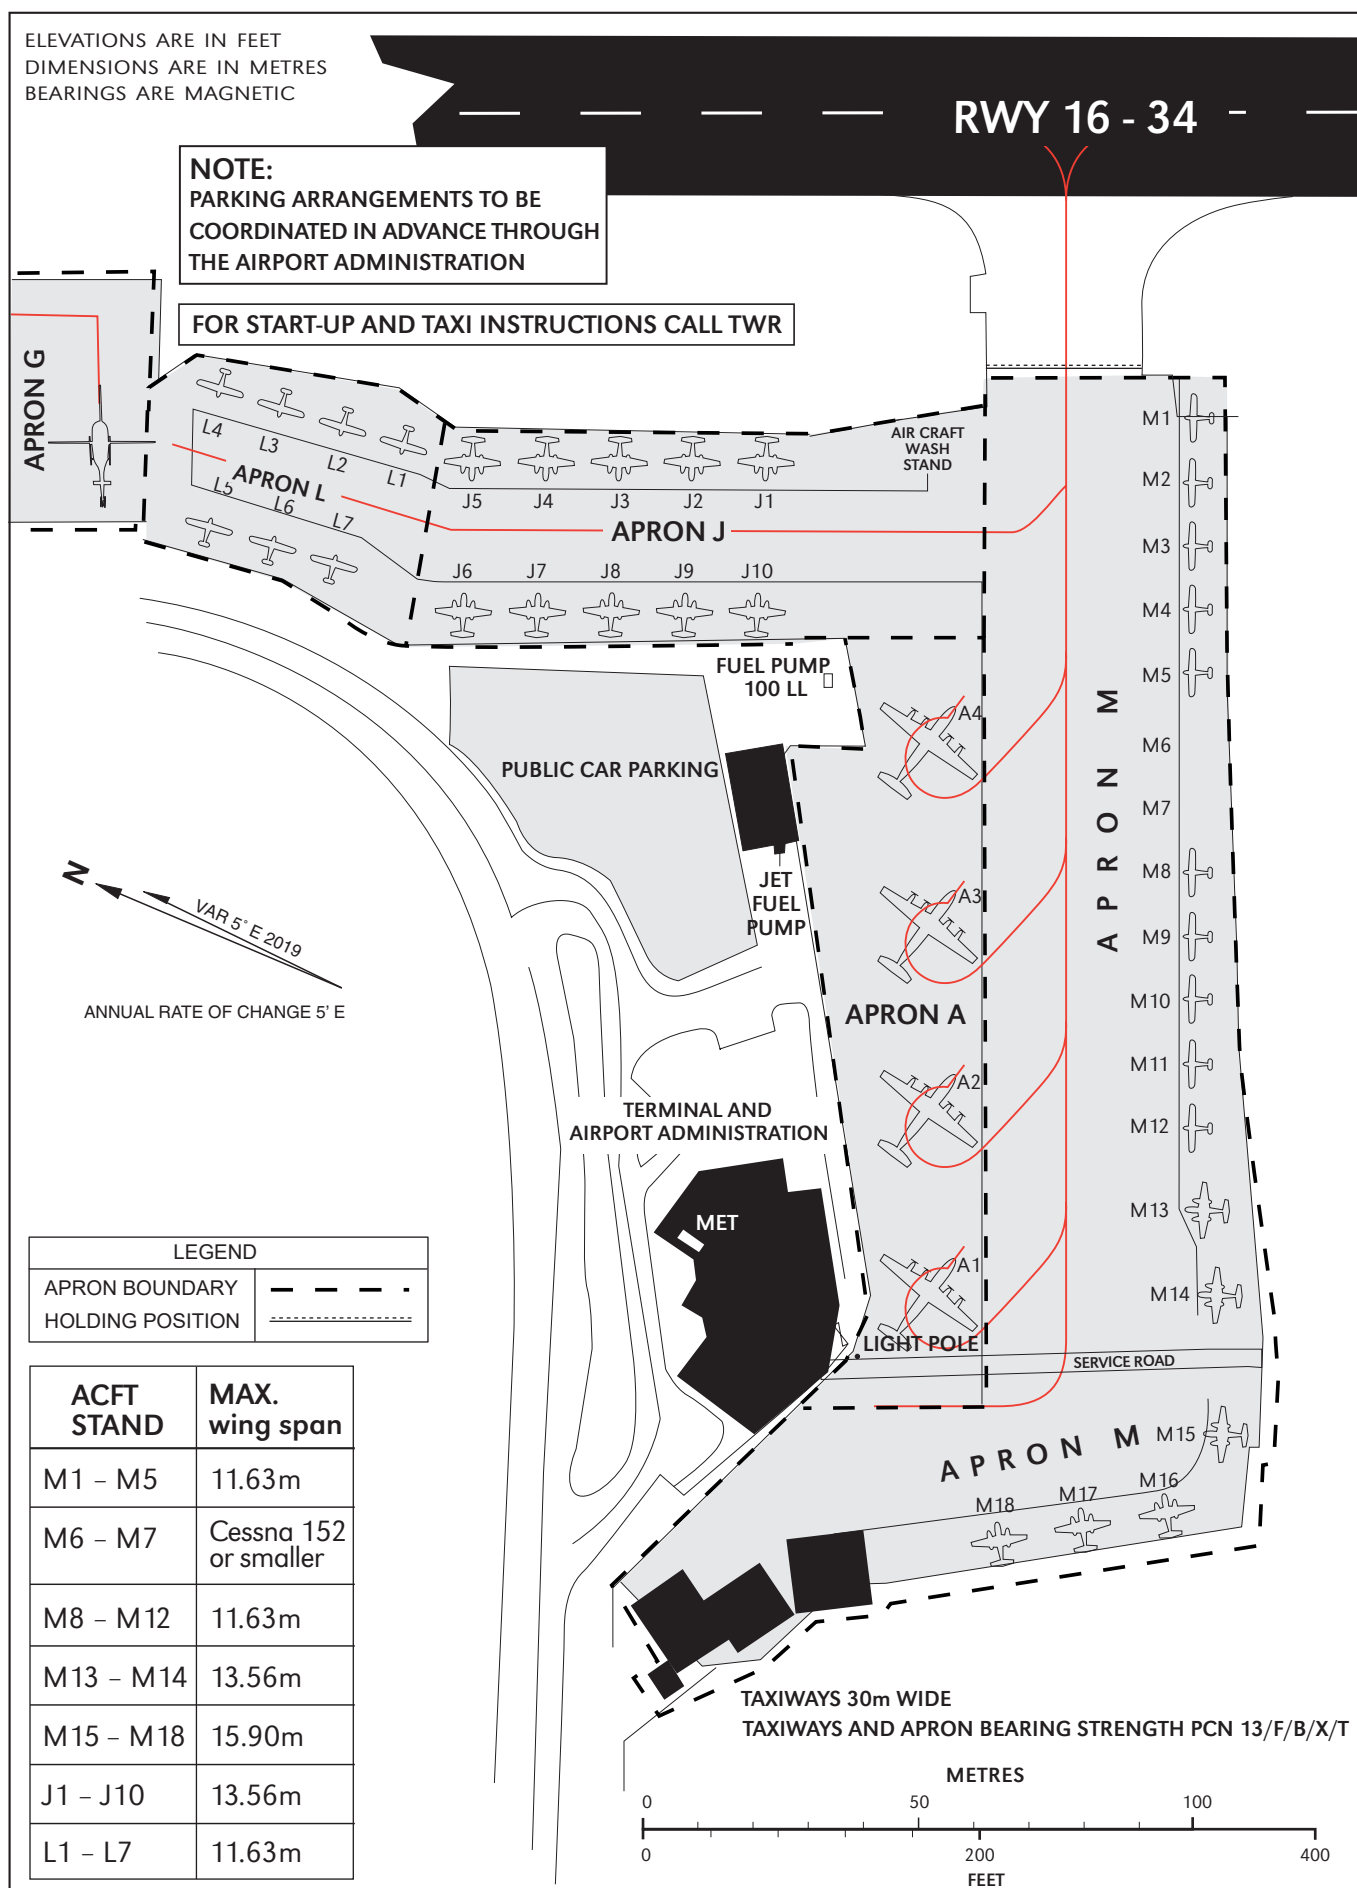 ELEVATIONS ARE IN FEET
DIMENSIONS ARE IN METRES
BEARINGS ARE MAGNETIC
RWY 16 - 34
NOTE:
PARKING ARRANGEMENTS TO BE
COORDINATED IN ADVANCE THROUGH
THE AIRPORT ADMINISTRATION
FOR START-UP AND TAXI INSTRUCTIONS CALL TWR
APRON G
L4
L3
L2
L1
APRON L
L5
L6
L7
J5
J4
J3
J2
J1
AIR CRAFT
WASH
STAND
APRON J
J6
J7
J8
J9
J10
M1
M2
M3
M4
M5
M6
M7
M8
M9
M10
M11
M12
M13
M14
APRON M
FUEL PUMP
100 LL
A4
PUBLIC CAR PARKING
JET
FUEL
PUMP
A3
APRON A
A2
A1
N
VAR 5° E 2019
ANNUAL RATE OF CHANGE 5' E
TERMINAL AND
AIRPORT ADMINISTRATION
MET
LIGHT POLE
SERVICE ROAD
APRON M
M15
M16
M17
M18
LEGEND
APRON BOUNDARY
HOLDING POSITION
ACFT STAND MAX. wing span
M1 – M5 11.63m
M6 – M7 Cessna 152 or smaller
M8 – M12 11.63m
M13 – M14 13.56m
M15 – M18 15.90m
J1 – J10 13.56m
L1 – L7 11.63m
TAXIWAYS 30m WIDE
TAXIWAYS AND APRON BEARING STRENGTH PCN 13/F/B/X/T
METRES
0 50 100
0 200 400
FEET